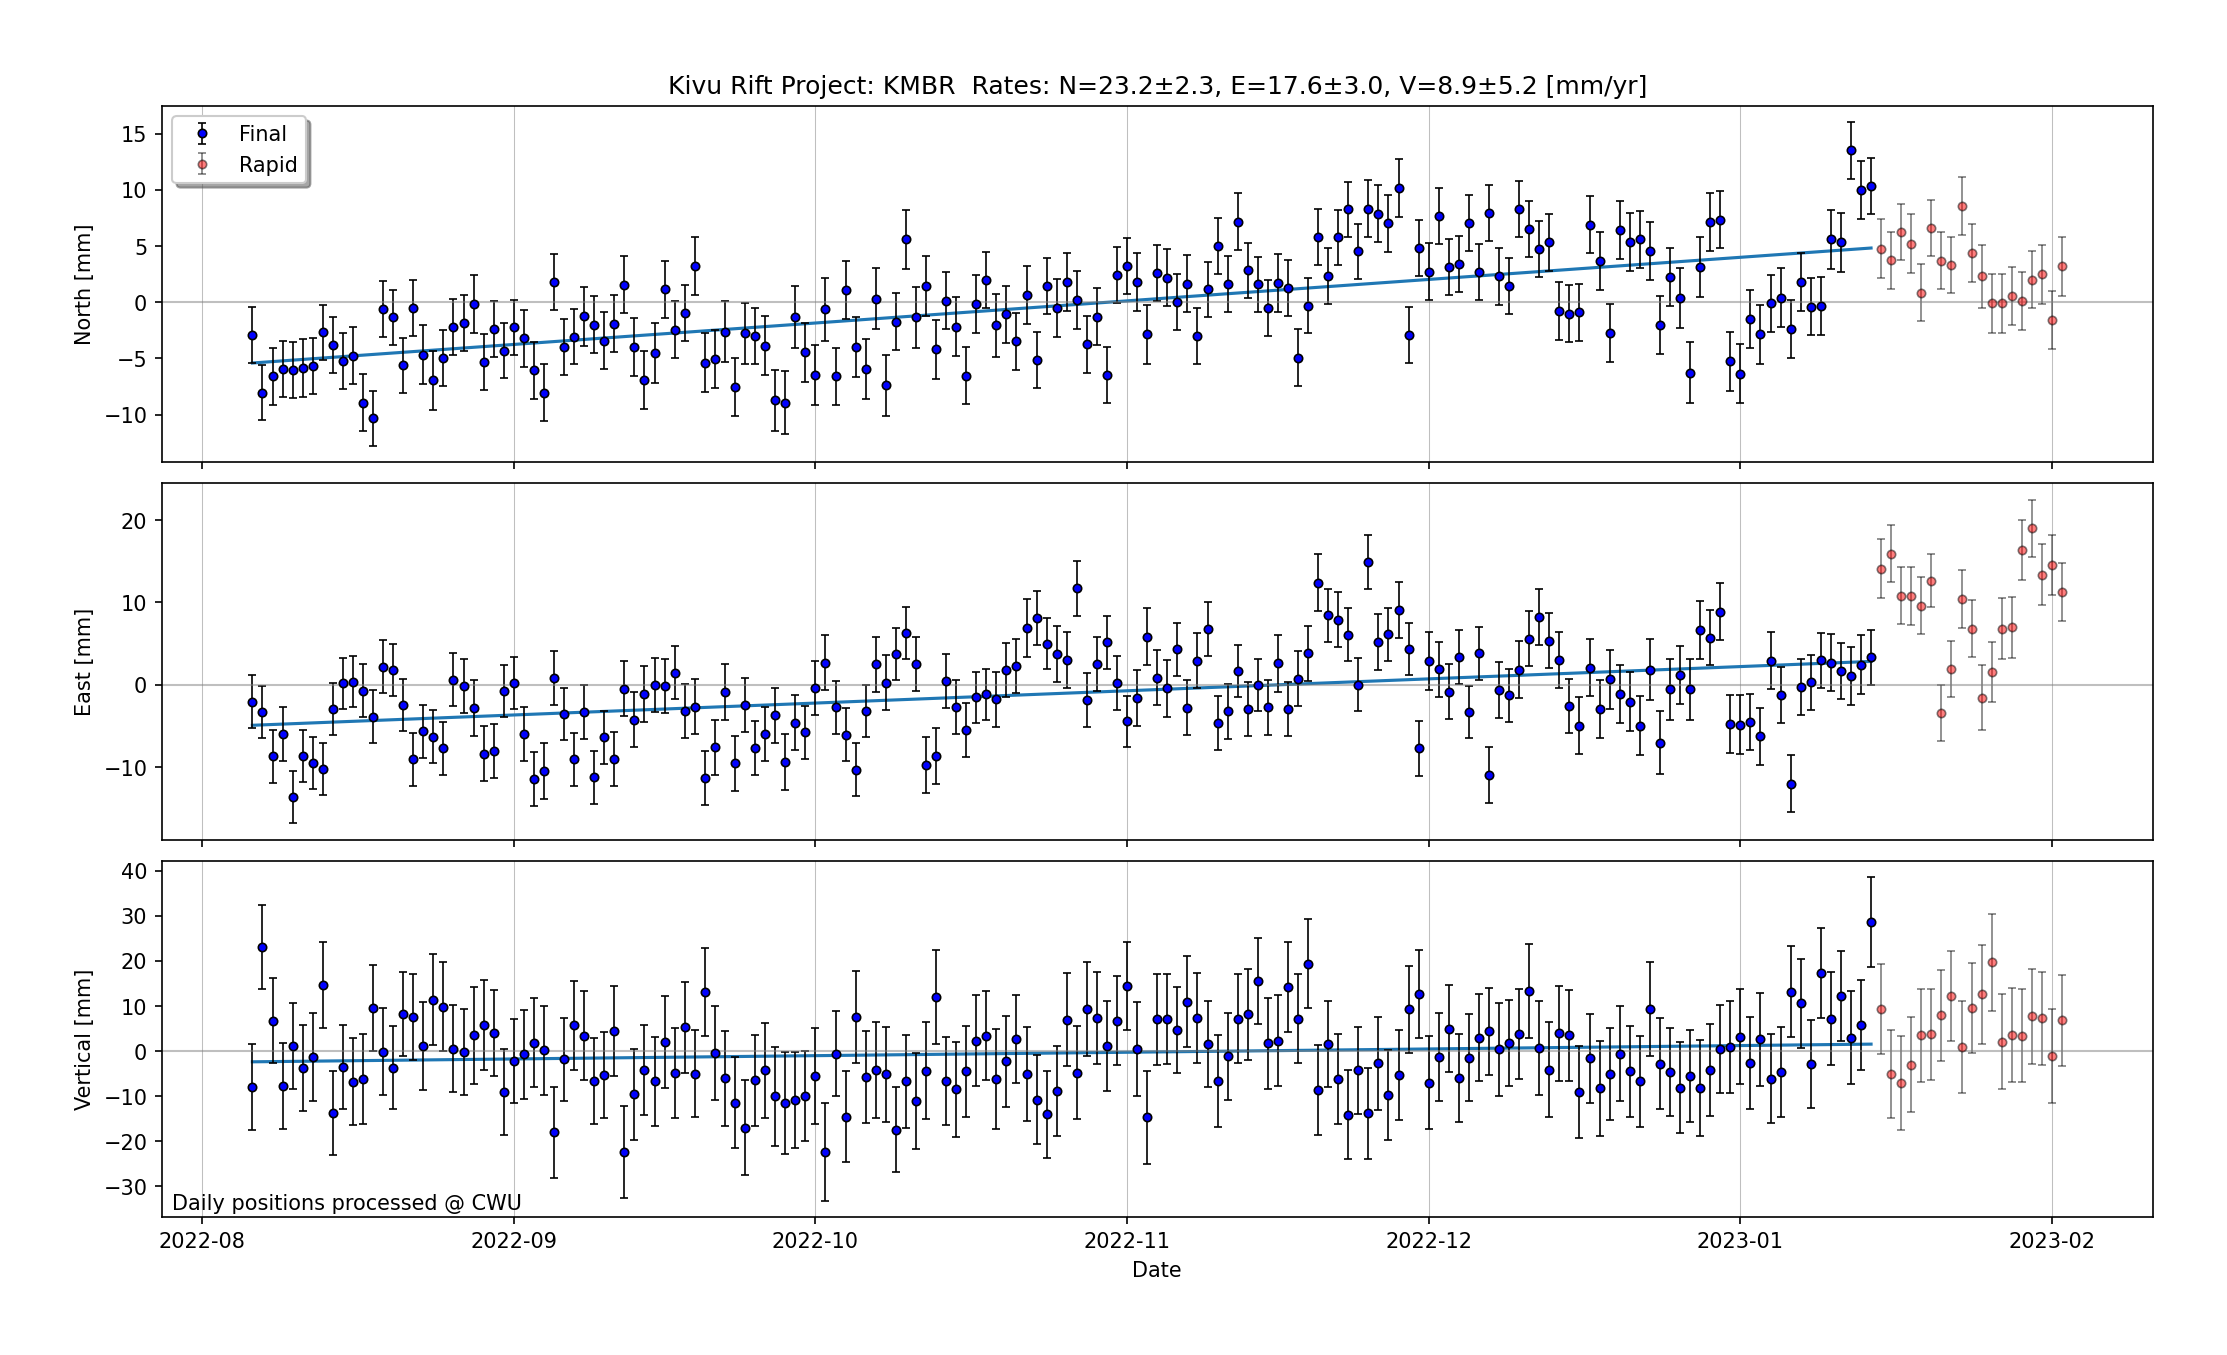 Kivu Rift Project: KMBR  Rates: N=23.2±2.3, E=17.6±3.0, V=8.9±5.2 [mm/yr]
Final
Rapid
North [mm]
15
10
5
0
−5
−10
East [mm]
20
10
0
−10
Vertical [mm]
40
30
20
10
0
−10
−20
−30
Daily positions processed @ CWU
2022-08 2022-09 2022-10 2022-11 2022-12 2023-01 2023-02
Date